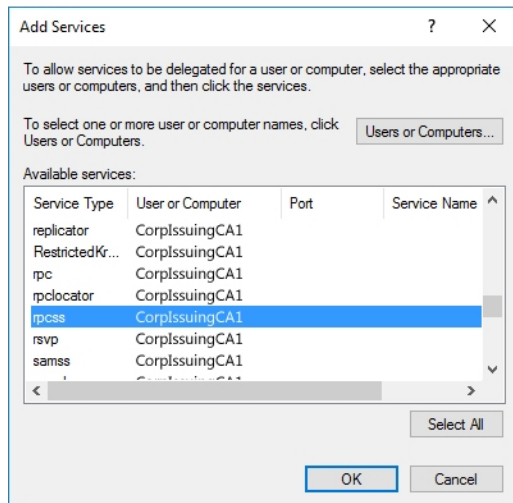 Add Services
To allow services to be delegated for a user or computer, select the appropriate
users or computers, and then click the services.
To select one or more user or computer names, click
Users or Computers.
Users or Computers...
Available services:
Service Type User or Computer Port Service Name
replicator CorpIssuingCA1
RestrictedKr... CorpIssuingCA1
rpc CorpIssuingCA1
rpclocator CorpIssuingCA1
rpcss CorpIssuingCA1
rsvp CorpIssuingCA1
samss CorpIssuingCA1
Select All
OK Cancel